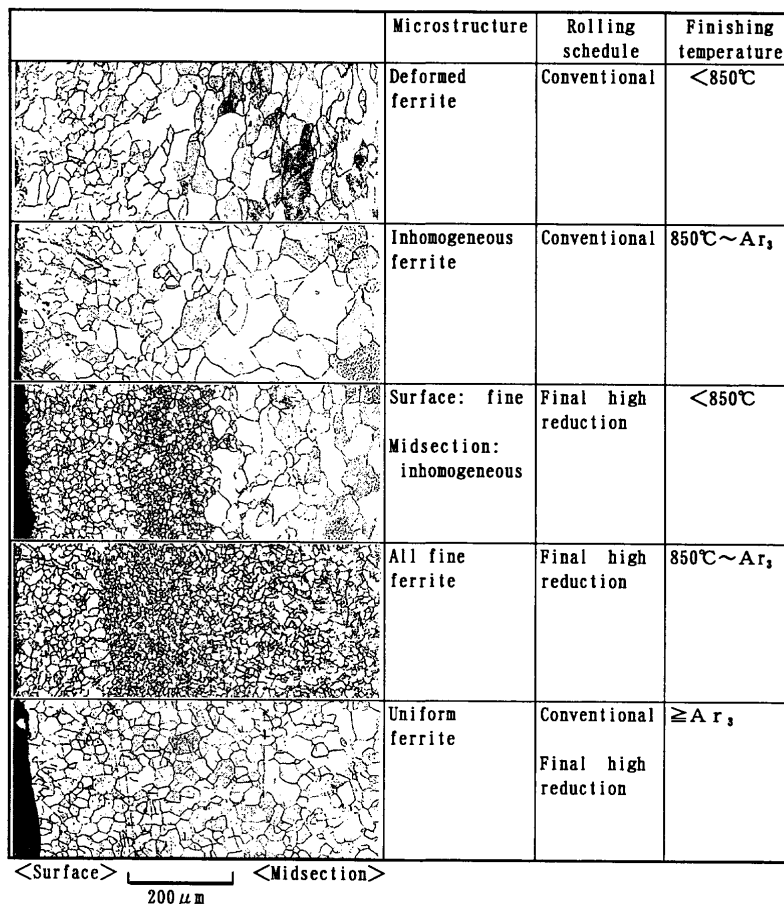 Microstructure Rolling schedule Finishing temperature
Deformed ferrite Conventional <850℃
Inhomogeneous ferrite Conventional 850℃~Ar₃
Surface: fine Final high reduction <850℃
Midsection: inhomogeneous
All fine ferrite Final high reduction 850℃~Ar₃
Uniform ferrite Conventional ≧Ar₃
Final high reduction
<Surface> <Midsection>
200μm